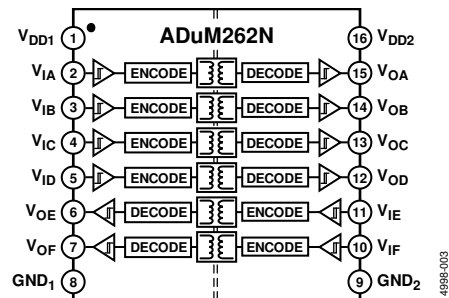 ADuM262N
VDD1 1 16 VDD2
VIA 2 ENCODE DECODE 15 VOA
VIB 3 ENCODE DECODE 14 VOB
VIC 4 ENCODE DECODE 13 VOC
VID 5 ENCODE DECODE 12 VOD
VOE 6 DECODE ENCODE 11 VIE
VOF 7 DECODE ENCODE 10 VIF
GND1 8 9 GND2
4998-003